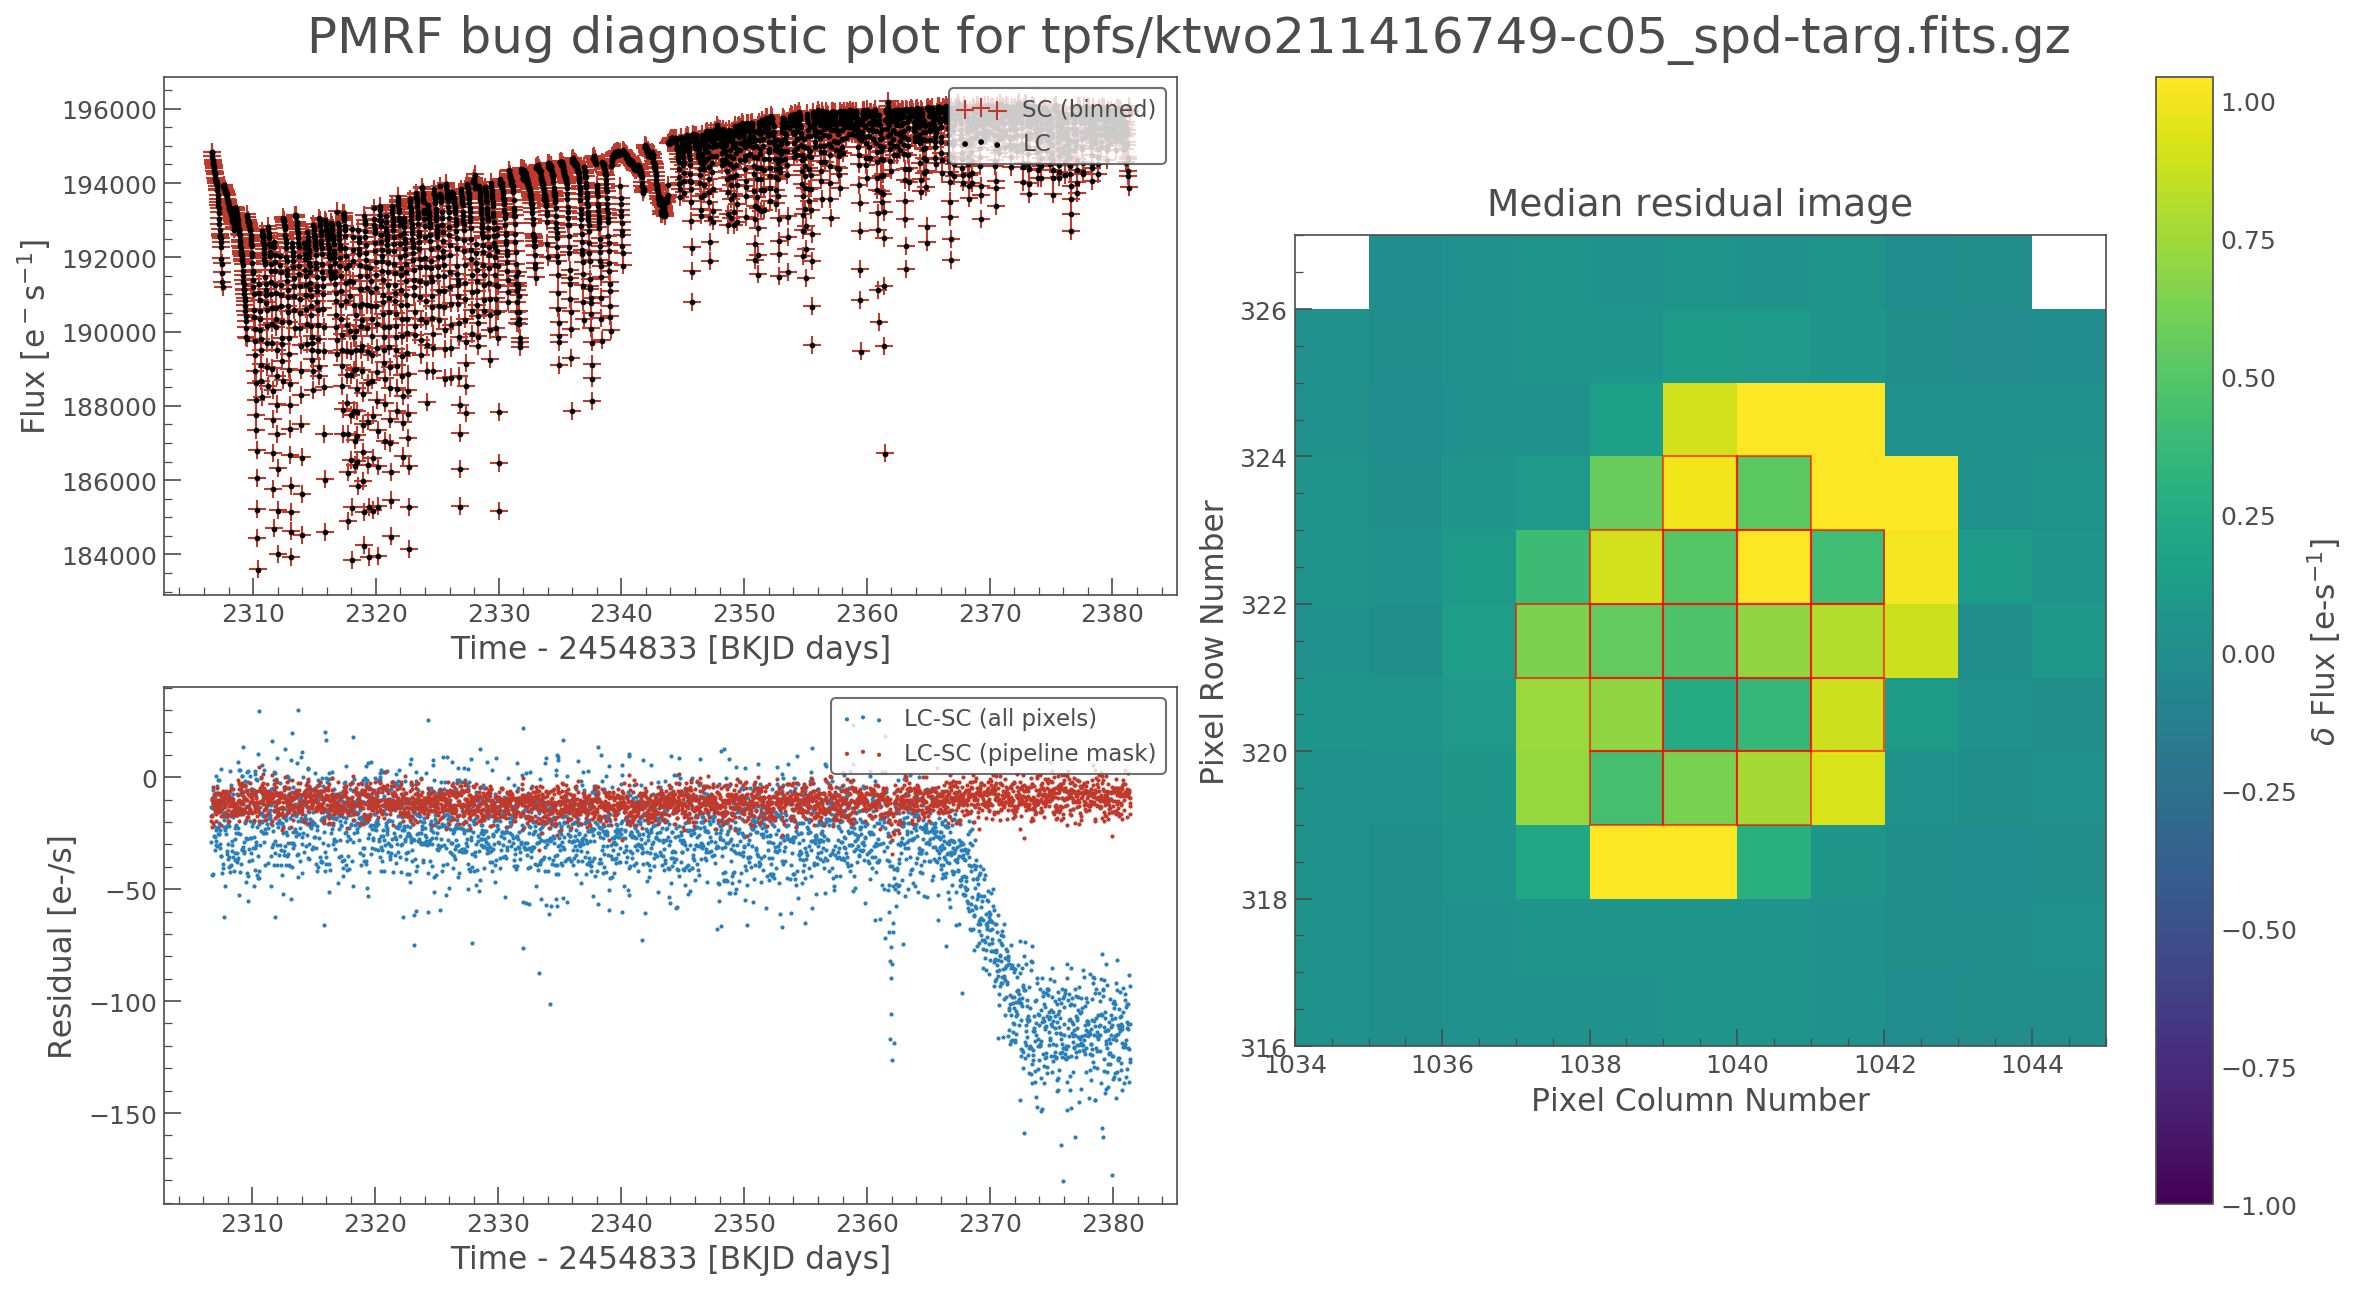 PMRF bug diagnostic plot for tpfs/ktwo211416749-c05_spd-targ.fits.gz
Flux [e⁻ s⁻¹]
196000
194000
192000
190000
188000
186000
184000
SC (binned)
LC
2310 2320 2330 2340 2350 2360 2370 2380
Time - 2454833 [BKJD days]
Residual [e-/s]
0
−50
−100
−150
LC-SC (all pixels)
LC-SC (pipeline mask)
2310 2320 2330 2340 2350 2360 2370 2380
Time - 2454833 [BKJD days]
Median residual image
Pixel Row Number
326
324
322
320
318
316
1034 1036 1038 1040 1042 1044
Pixel Column Number
1.00
0.75
0.50
0.25
0.00
−0.25
−0.50
−0.75
−1.00
δ Flux [e-s⁻¹]